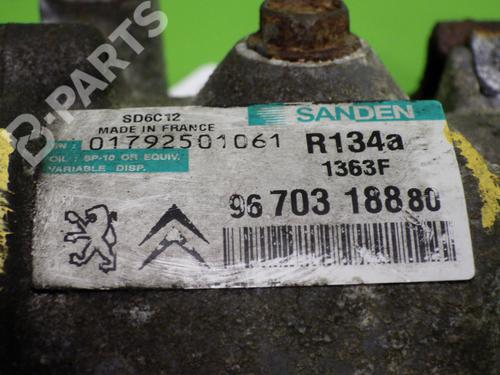 B-PARTS
SD6C12
MADE IN FRANCE
SANDEN
S/N: 01792501061
R134a
OIL: SP-10 OR EQUIV.
VARIABLE DISP.
1363F
96 703 188 80